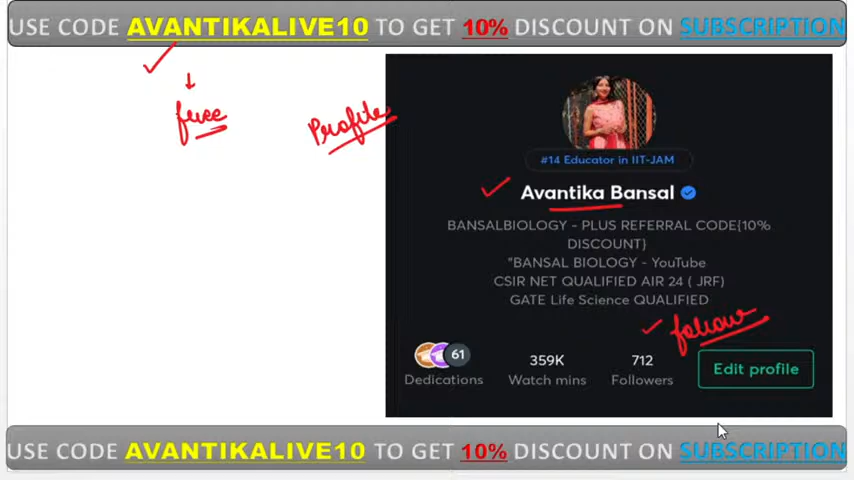 USE CODE AVANTIKALIVE10 TO GET 10% DISCOUNT ON SUBSCRIPTION
free
Profile
#14 Educator in IIT-JAM
Avantika Bansal
BANSALBIOLOGY - PLUS REFERRAL CODE{10%
DISCOUNT}
"BANSAL BIOLOGY - YouTube
CSIR NET QUALIFIED AIR 24 ( JRF)
GATE Life Science QUALIFIED
follow
61 359K 712
Dedications Watch mins Followers Edit profile
USE CODE AVANTIKALIVE10 TO GET 10% DISCOUNT ON SUBSCRIPTION